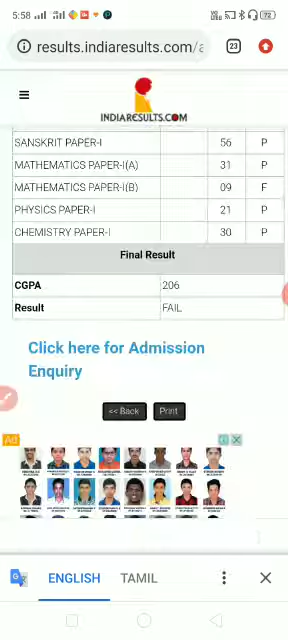 5:58
72
results.indiaresults.com/a
23
INDIARESULTS.COM
SANSKRIT PAPER-I 56 P
MATHEMATICS PAPER-I(A) 31 P
MATHEMATICS PAPER-I(B) 09 F
PHYSICS PAPER-I 21 P
CHEMISTRY PAPER-I 30 P
Final Result
CGPA 206
Result FAIL
Click here for Admission
Enquiry
<< Back Print
Ad
ENGLISH TAMIL